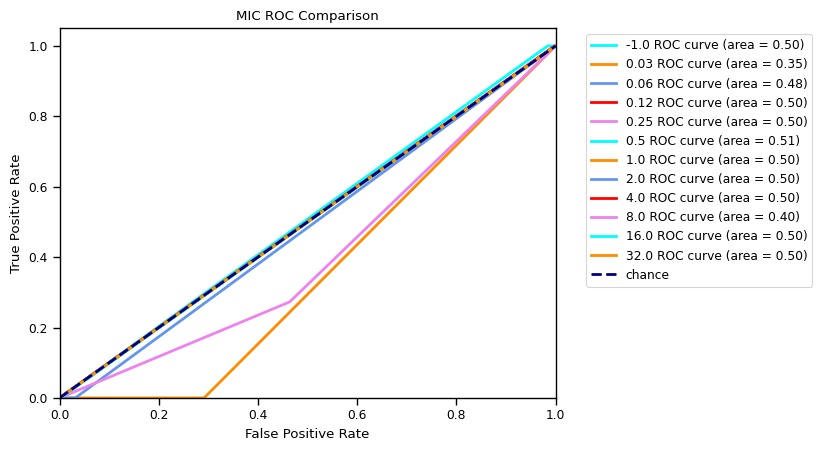 MIC ROC Comparison
True Positive Rate
1.0
0.8
0.6
0.4
0.2
0.0
0.0 0.2 0.4 0.6 0.8 1.0
False Positive Rate
-1.0 ROC curve (area = 0.50)
0.03 ROC curve (area = 0.35)
0.06 ROC curve (area = 0.48)
0.12 ROC curve (area = 0.50)
0.25 ROC curve (area = 0.50)
0.5 ROC curve (area = 0.51)
1.0 ROC curve (area = 0.50)
2.0 ROC curve (area = 0.50)
4.0 ROC curve (area = 0.50)
8.0 ROC curve (area = 0.40)
16.0 ROC curve (area = 0.50)
32.0 ROC curve (area = 0.50)
chance